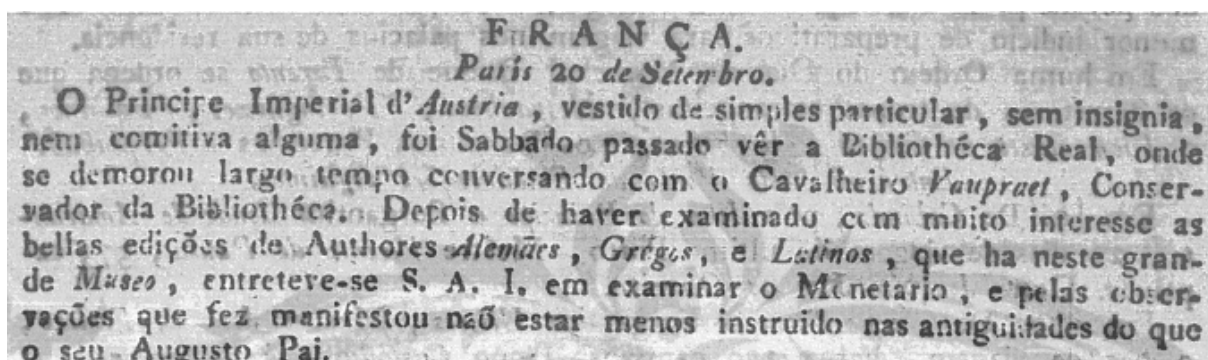 FRANÇA.
París 20 de Setembro.
O Principe Imperial d'Austria, vestido de simples particular, sem insignia,
nem comitiva alguma, foi Sabbado passado vêr a Bibliothéca Real, onde
se demorou largo tempo conversando com o Cavalheiro Vaupraet, Conser-
vador da Bibliothéca. Depois de haver examinado com muito interesse as
bellas edições de Authores Alemães, Grégos, e Latinos, que ha neste gran-
de Museo, entreteve-se S. A. I. em examinar o Monetario, e pelas obser-
vações que fez manifestou naõ estar menos instruido nas antiguidades do que
o seu Augusto Pai.